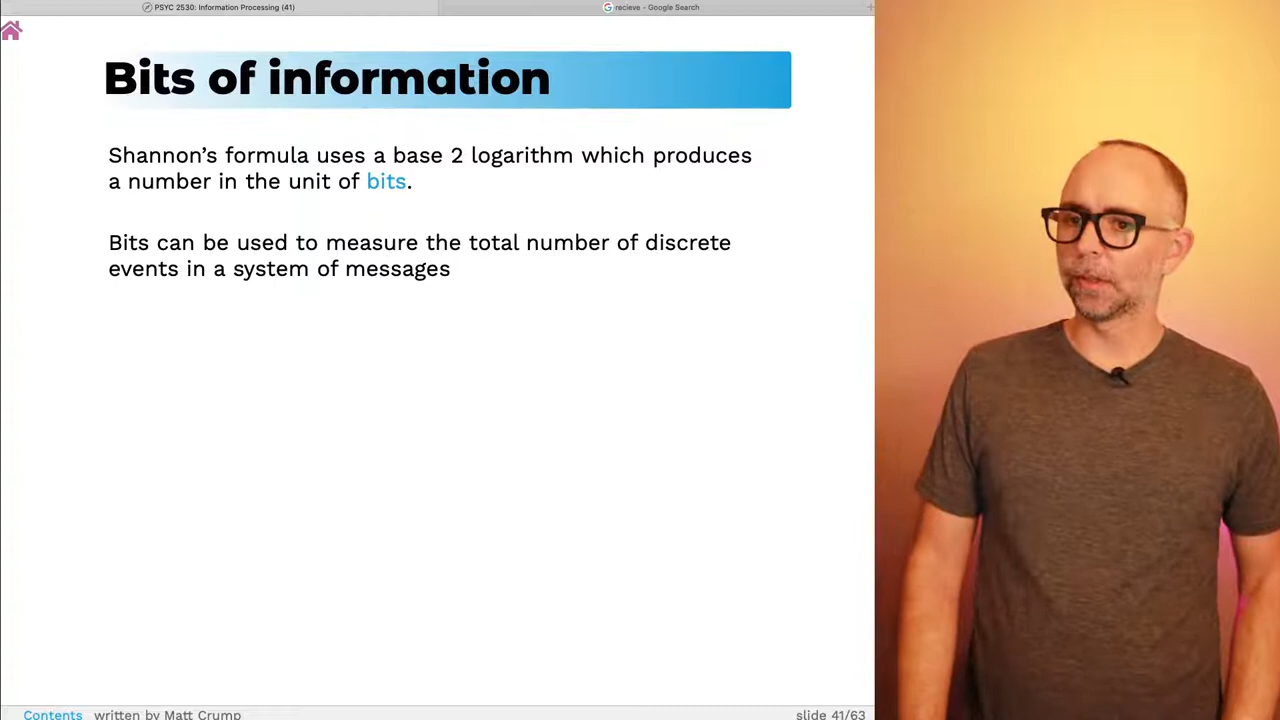 PSYC 2530: Information Processing (41)
recieve - Google Search
Bits of information
Shannon's formula uses a base 2 logarithm which produces
a number in the unit of bits.
Bits can be used to measure the total number of discrete
events in a system of messages
Contents written by Matt Crump
slide 41/63